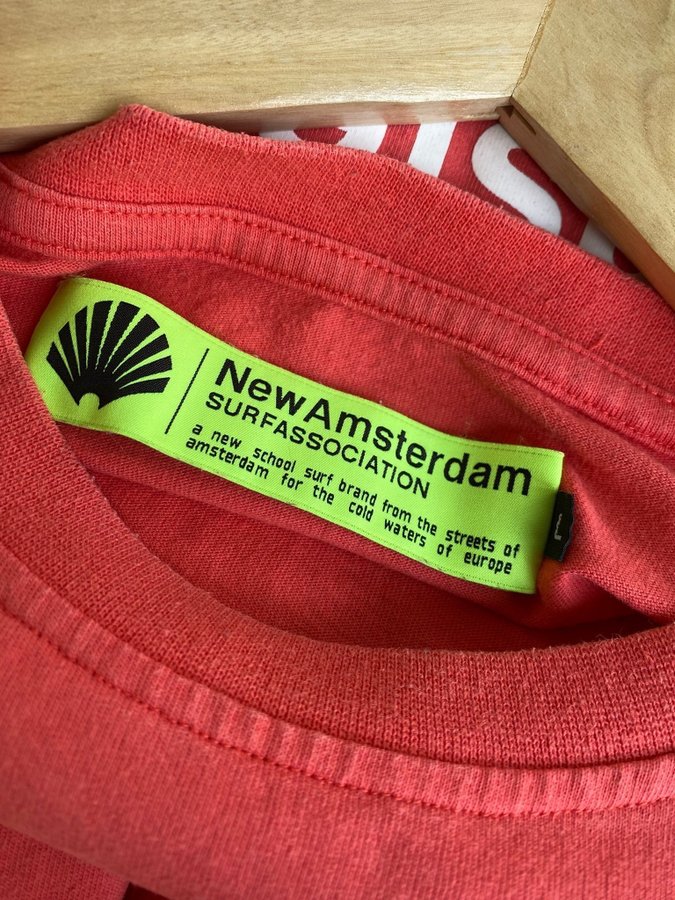 NewAmsterdam
SURFASSOCIATION
a new school surf brand from the streets of
amsterdam for the cold waters of europe
L